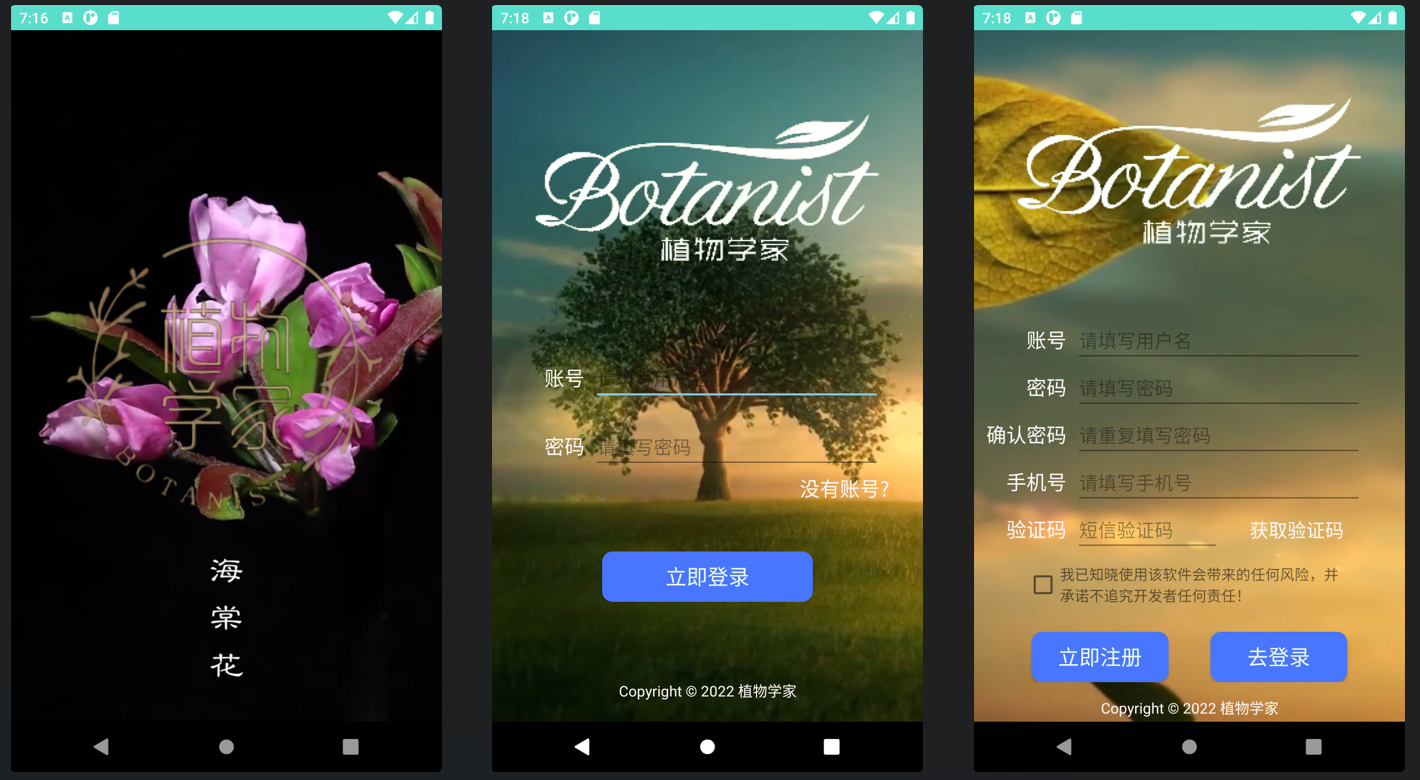 7:16
植物
学家
BOTANIST
海
棠
花
7:18
Botanist
植物学家
账号
密码 请填写密码
没有账号?
立即登录
Copyright © 2022 植物学家
7:18
Botanist
植物学家
账号 请填写用户名
密码 请填写密码
确认密码 请重复填写密码
手机号 请填写手机号
验证码 短信验证码 获取验证码
我已知晓使用该软件会带来的任何风险，并
承诺不追究开发者任何责任！
立即注册 去登录
Copyright © 2022 植物学家